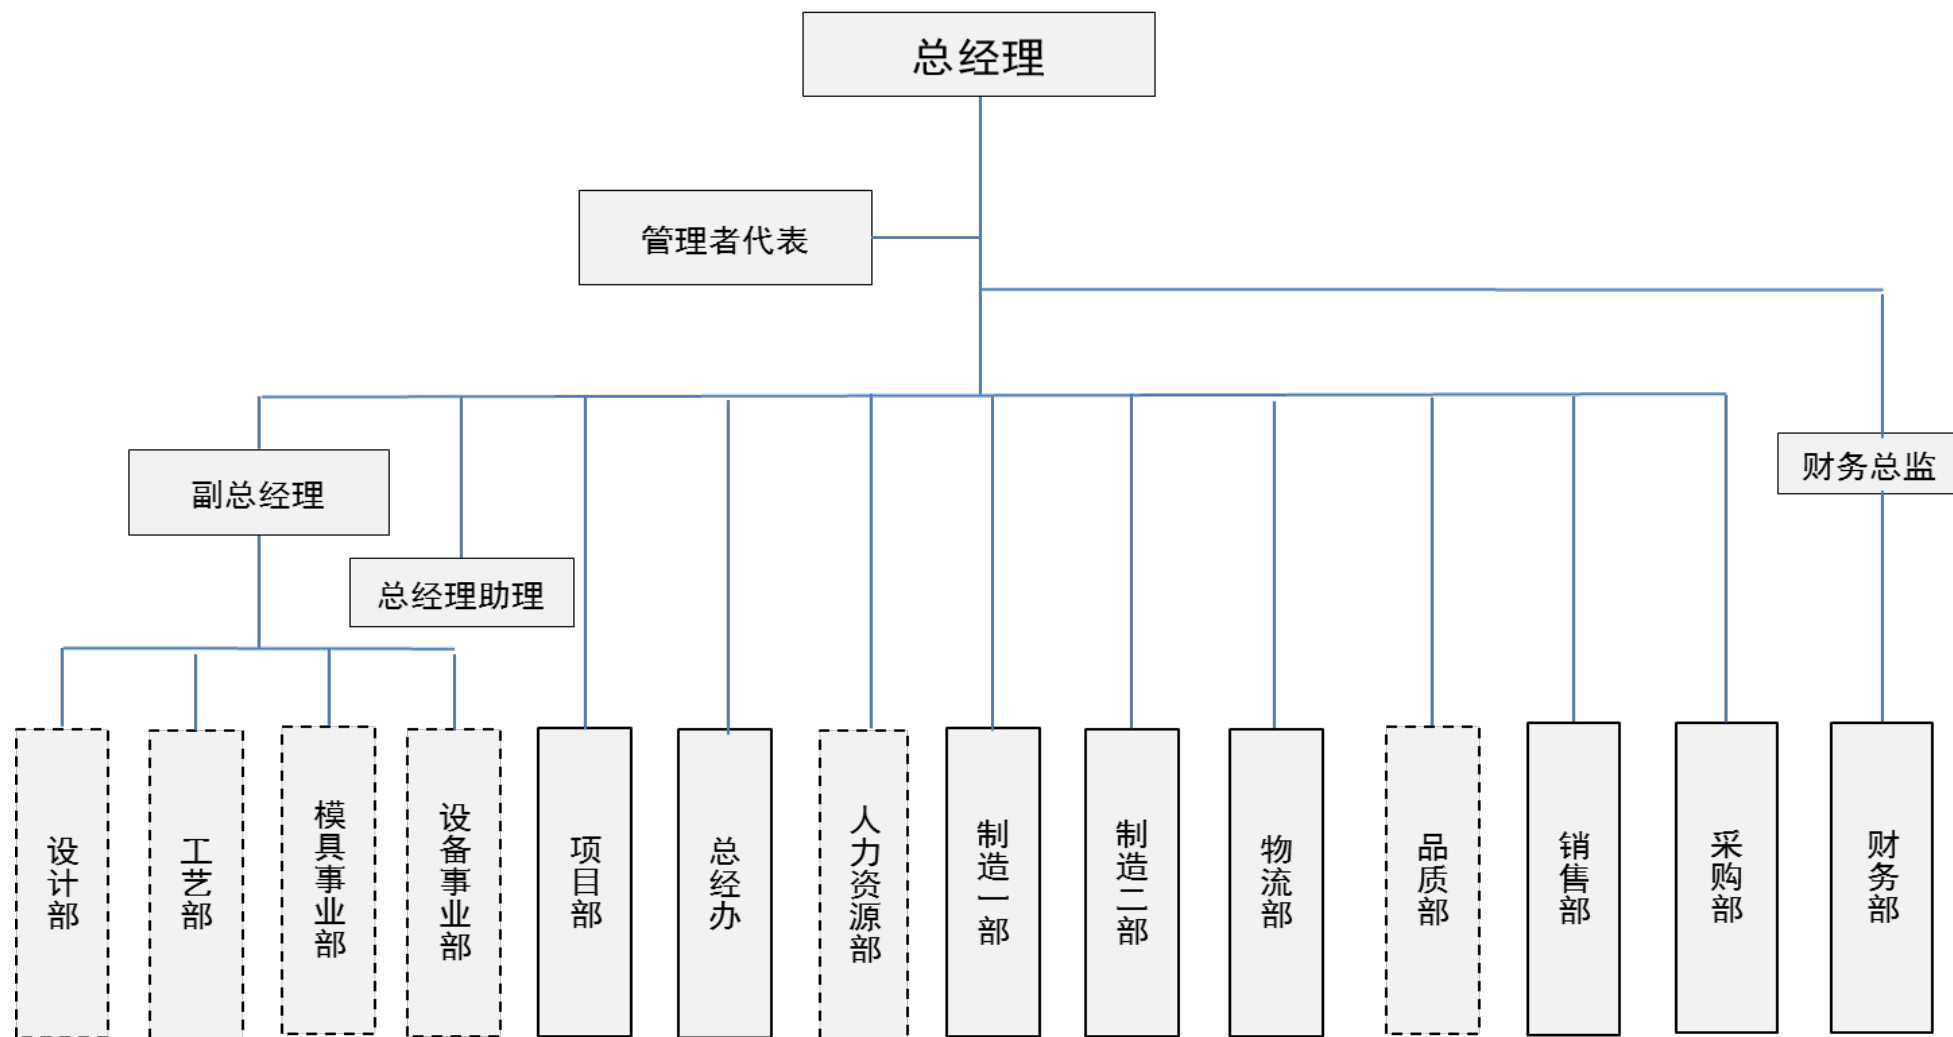 总经理
管理者代表
财务总监
副总经理
总经理助理
设计部
工艺部
模具事业部
设备事业部
项目部
总经办
人力资源部
制造一部
制造二部
物流部
品质部
销售部
采购部
财务部